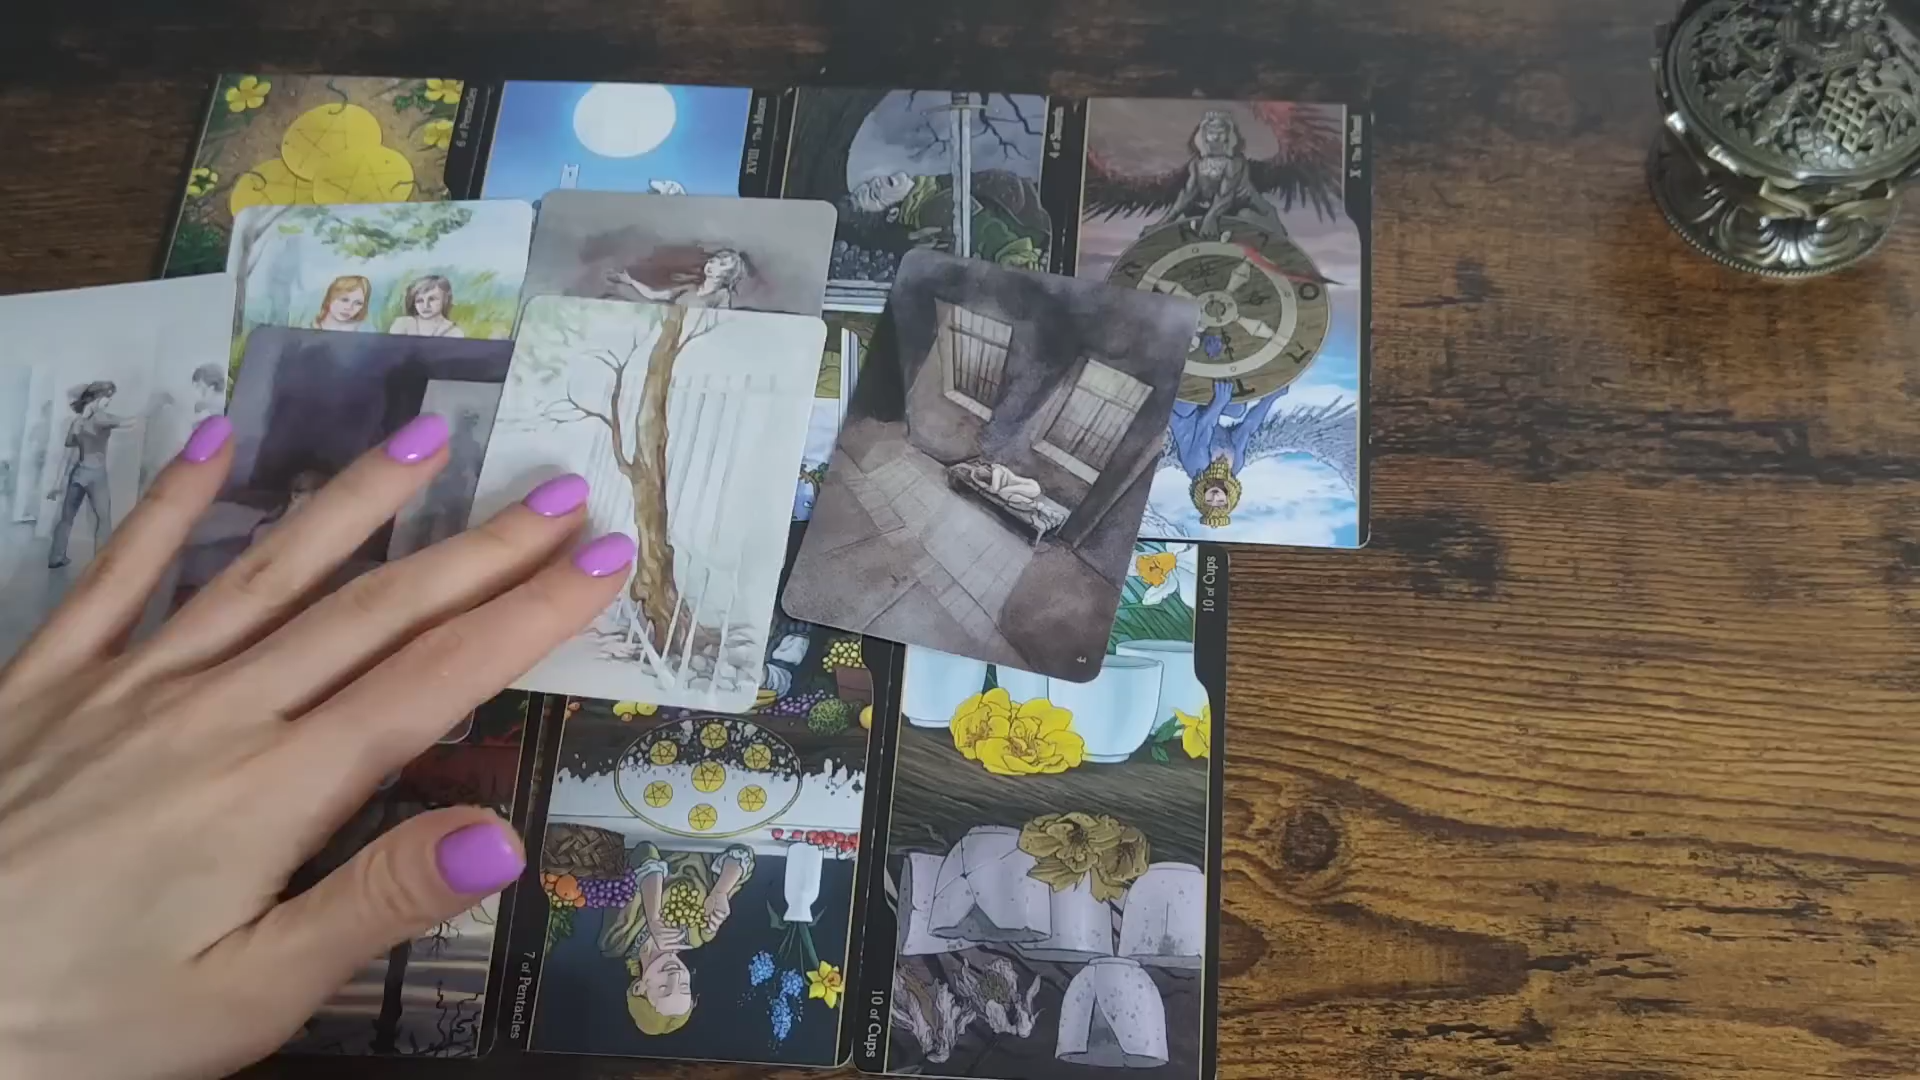 6 of Pentacles
XVIII - The Moon
4 of Swords
X - The Wheel
10 of Cups
7 of Pentacles
10 of Cups